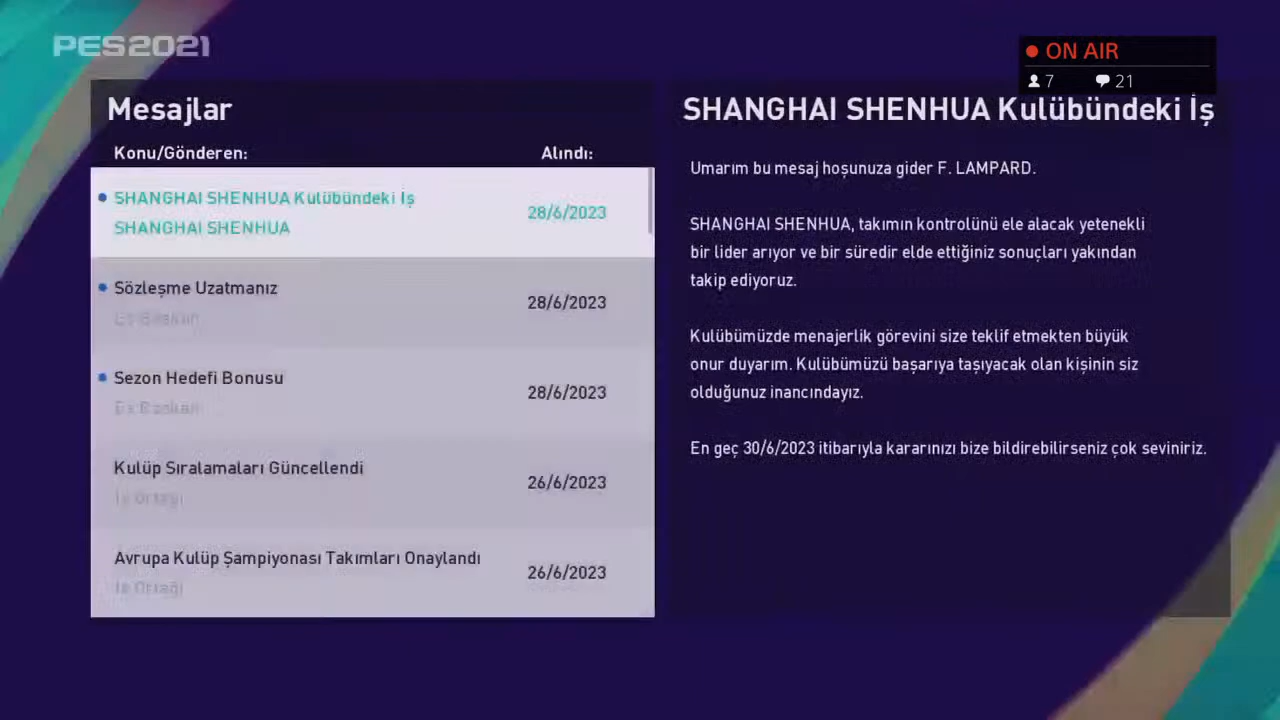 PES2021
ON AIR
7 21
Mesajlar
Konu/Gönderen: Alındı:
SHANGHAI SHENHUA Kulübündeki İş
SHANGHAI SHENHUA
28/6/2023
Sözleşme Uzatmanız
28/6/2023
Sezon Hedefi Bonusu
28/6/2023
Kulüp Sıralamaları Güncellendi
İş Ortağı
26/6/2023
Avrupa Kulüp Şampiyonası Takımları Onaylandı
İş Ortağı
26/6/2023
SHANGHAI SHENHUA Kulübündeki İş
Umarım bu mesaj hoşunuza gider F. LAMPARD.
SHANGHAI SHENHUA, takımın kontrolünü ele alacak yetenekli
bir lider arıyor ve bir süredir elde ettiğiniz sonuçları yakından
takip ediyoruz.
Kulübümüzde menajerlik görevini size teklif etmekten büyük
onur duyarım. Kulübümüzü başarıya taşıyacak olan kişinin siz
olduğunuz inancındayız.
En geç 30/6/2023 itibarıyla kararınızı bize bildirebilirseniz çok seviniriz.